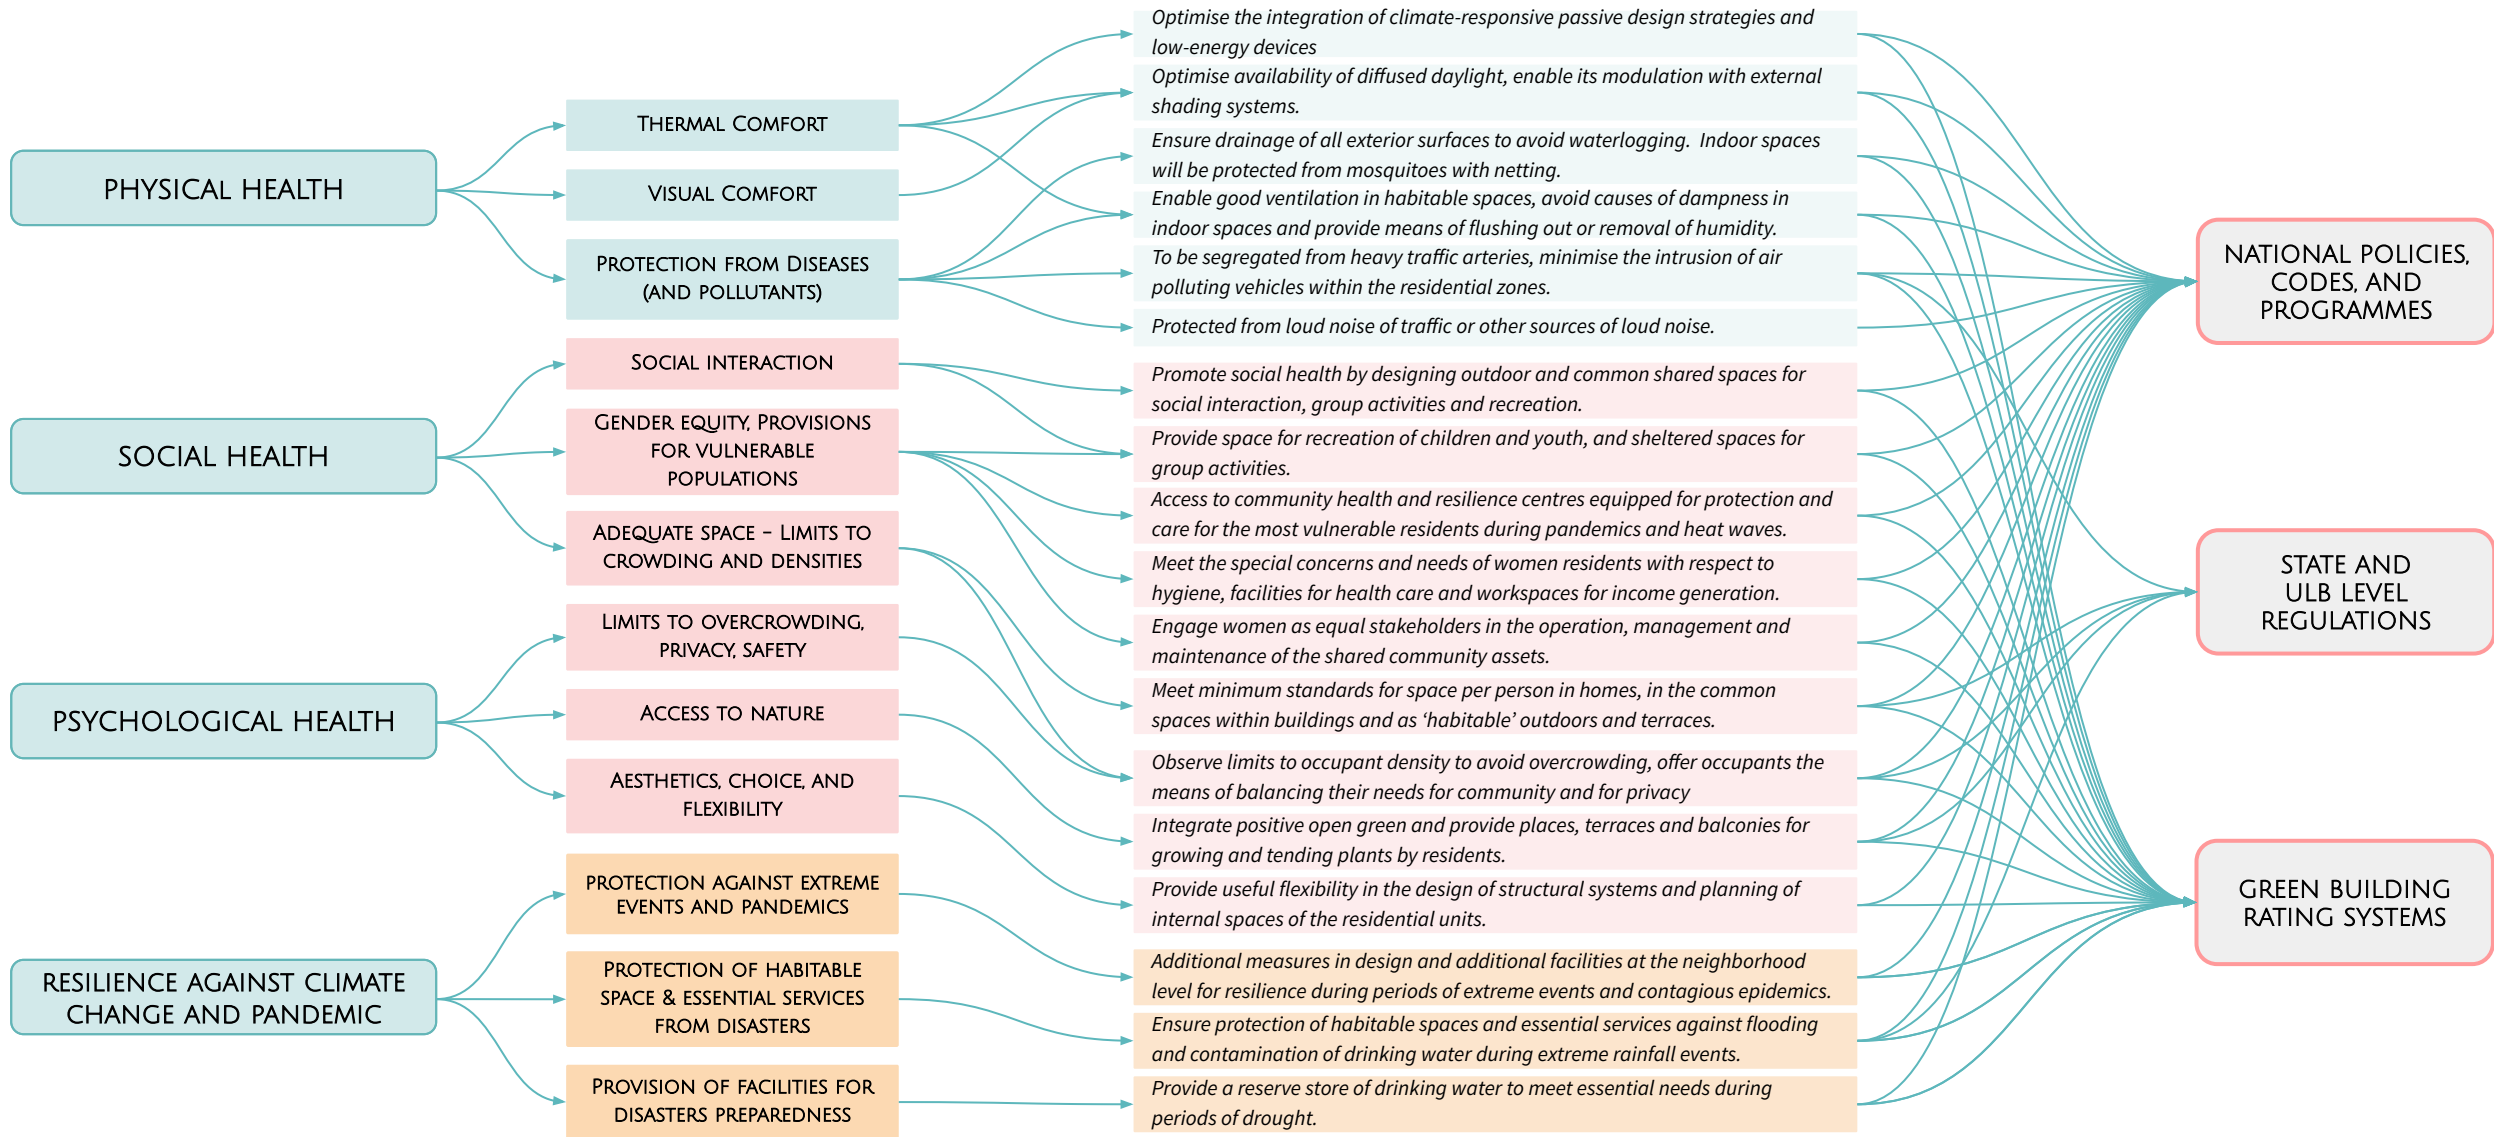 PHYSICAL HEALTH
SOCIAL HEALTH
PSYCHOLOGICAL HEALTH
RESILIENCE AGAINST CLIMATE
CHANGE AND PANDEMIC
THERMAL COMFORT
VISUAL COMFORT
PROTECTION FROM DISEASES
(AND POLLUTANTS)
SOCIAL INTERACTION
GENDER EQUITY, PROVISIONS
FOR VULNERABLE
POPULATIONS
ADEQUATE SPACE - LIMITS TO
CROWDING AND DENSITIES
LIMITS TO OVERCROWDING,
PRIVACY, SAFETY
ACCESS TO NATURE
AESTHETICS, CHOICE, AND
FLEXIBILITY
PROTECTION AGAINST EXTREME
EVENTS AND PANDEMICS
PROTECTION OF HABITABLE
SPACE & ESSENTIAL SERVICES
FROM DISASTERS
PROVISION OF FACILITIES FOR
DISASTERS PREPAREDNESS
Optimise the integration of climate-responsive passive design strategies and
low-energy devices
Optimise availability of diffused daylight, enable its modulation with external
shading systems.
Ensure drainage of all exterior surfaces to avoid waterlogging.  Indoor spaces
will be protected from mosquitoes with netting.
Enable good ventilation in habitable spaces, avoid causes of dampness in
indoor spaces and provide means of flushing out or removal of humidity.
To be segregated from heavy traffic arteries, minimise the intrusion of air
polluting vehicles within the residential zones.
Protected from loud noise of traffic or other sources of loud noise.
Promote social health by designing outdoor and common shared spaces for
social interaction, group activities and recreation.
Provide space for recreation of children and youth, and sheltered spaces for
group activities.
Access to community health and resilience centres equipped for protection and
care for the most vulnerable residents during pandemics and heat waves.
Meet the special concerns and needs of women residents with respect to
hygiene, facilities for health care and workspaces for income generation.
Engage women as equal stakeholders in the operation, management and
maintenance of the shared community assets.
Meet minimum standards for space per person in homes, in the common
spaces within buildings and as ‘habitable’ outdoors and terraces.
Observe limits to occupant density to avoid overcrowding, offer occupants the
means of balancing their needs for community and for privacy
Integrate positive open green and provide places, terraces and balconies for
growing and tending plants by residents.
Provide useful flexibility in the design of structural systems and planning of
internal spaces of the residential units.
Additional measures in design and additional facilities at the neighborhood
level for resilience during periods of extreme events and contagious epidemics.
Ensure protection of habitable spaces and essential services against flooding
and contamination of drinking water during extreme rainfall events.
Provide a reserve store of drinking water to meet essential needs during
periods of drought.
NATIONAL POLICIES,
CODES, AND
PROGRAMMES
STATE AND
ULB LEVEL
REGULATIONS
GREEN BUILDING
RATING SYSTEMS